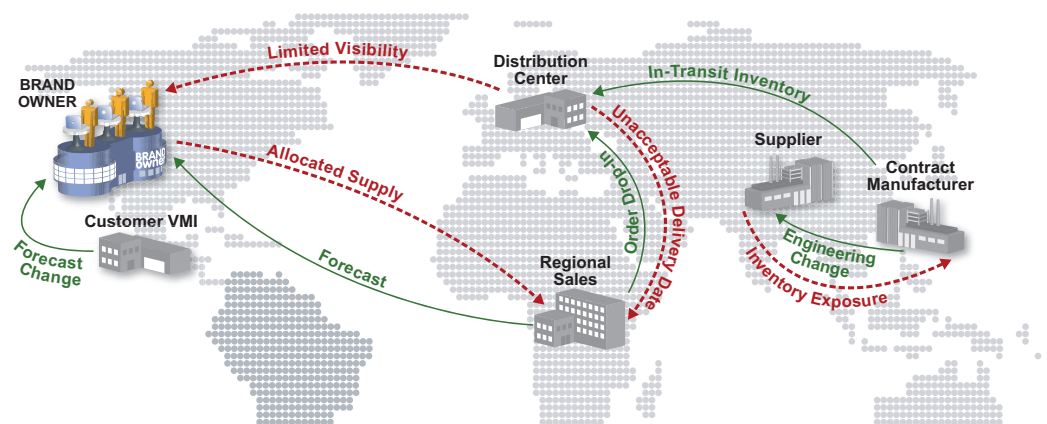 Limited Visibility
Distribution
Center
In-Transit Inventory
BRAND
OWNER
BRAND
OWNER
Unacceptable Delivery Date
Supplier
Allocated Supply
Order Drop-in
Contract
Manufacturer
Customer VMI
Forecast
Change
Forecast
Regional
Sales
Engineering
Change
Inventory Exposure